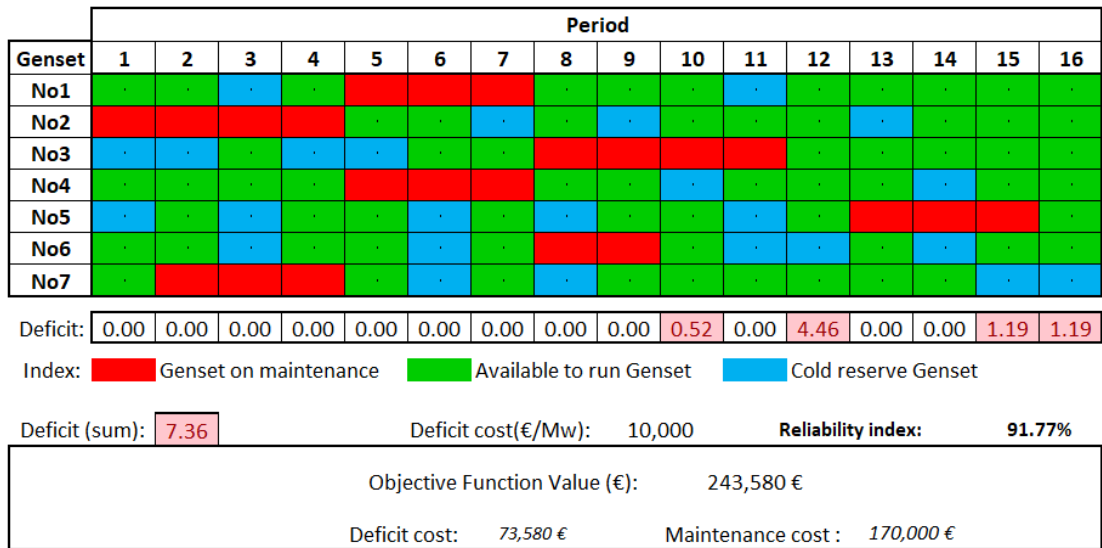 Period
Genset 1 2 3 4 5 6 7 8 9 10 11 12 13 14 15 16
No1
No2
No3
No4
No5
No6
No7
Deficit: 0.00 0.00 0.00 0.00 0.00 0.00 0.00 0.00 0.00 0.52 0.00 4.46 0.00 0.00 1.19 1.19
Index: Genset on maintenance Available to run Genset Cold reserve Genset
Deficit (sum): 7.36 Deficit cost(€/Mw): 10,000 Reliability index: 91.77%
Objective Function Value (€): 243,580 €
Deficit cost: 73,580 € Maintenance cost : 170,000 €